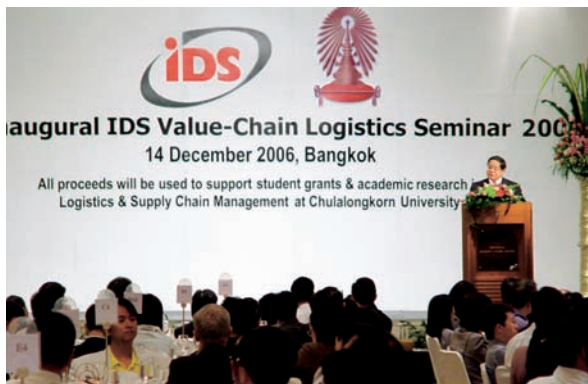 iDS
naugural IDS Value-Chain Logistics Seminar 200
14 December 2006, Bangkok
All proceeds will be used to support student grants & academic research
Logistics & Supply Chain Management at Chulalongkorn University